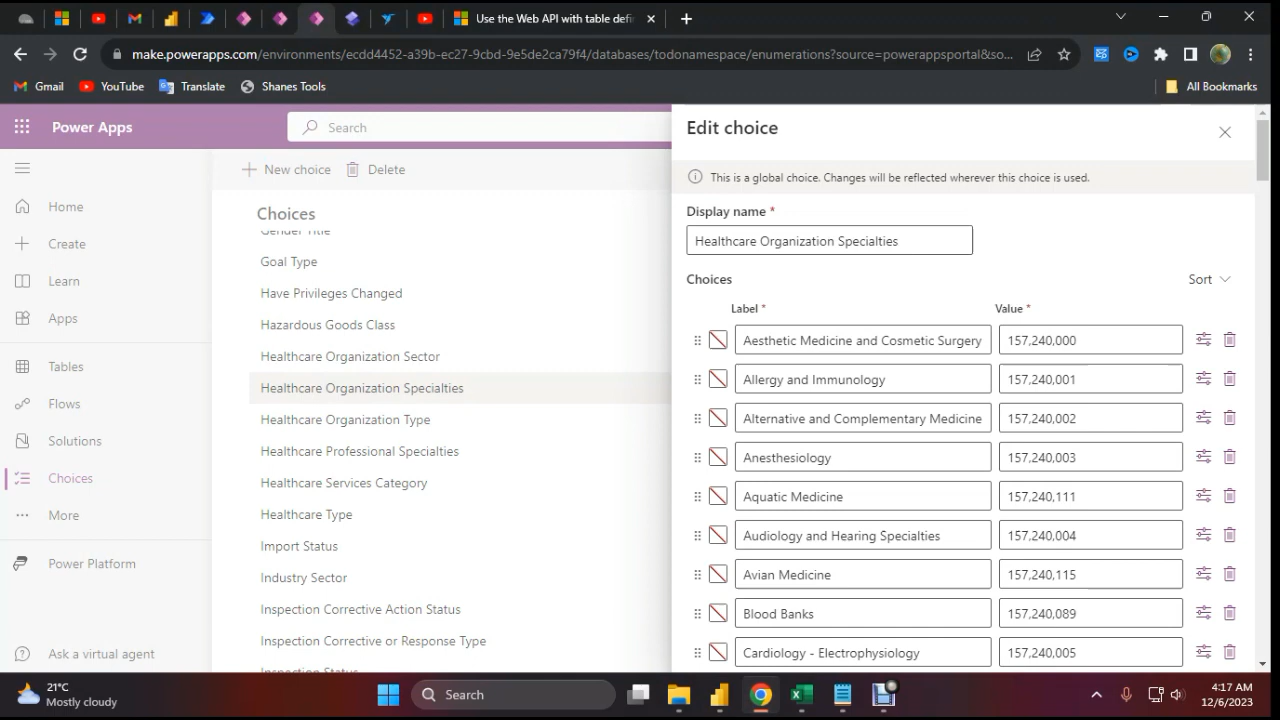 Use the Web API with table defi
make.powerapps.com/environments/ecdd4452-a39b-ec27-9cbd-9e5de2ca79f4/databases/todonamespace/enumerations?source=powerappsportal&so...
Gmail YouTube Translate Shanes Tools All Bookmarks
Power Apps
Search
New choice Delete
Home
Create
Learn
Apps
Tables
Flows
Solutions
Choices
More
Power Platform
Ask a virtual agent
Choices
Gender Title
Goal Type
Have Privileges Changed
Hazardous Goods Class
Healthcare Organization Sector
Healthcare Organization Specialties
Healthcare Organization Type
Healthcare Professional Specialties
Healthcare Services Category
Healthcare Type
Import Status
Industry Sector
Inspection Corrective Action Status
Inspection Corrective or Response Type
Inspection Status
Edit choice
This is a global choice. Changes will be reflected wherever this choice is used.
Display name *
Healthcare Organization Specialties
Choices Sort
Label * Value *
Aesthetic Medicine and Cosmetic Surgery 157,240,000
Allergy and Immunology 157,240,001
Alternative and Complementary Medicine 157,240,002
Anesthesiology 157,240,003
Aquatic Medicine 157,240,111
Audiology and Hearing Specialties 157,240,004
Avian Medicine 157,240,115
Blood Banks 157,240,089
Cardiology - Electrophysiology 157,240,005
21°C
Mostly cloudy
Search
4:17 AM
12/6/2023